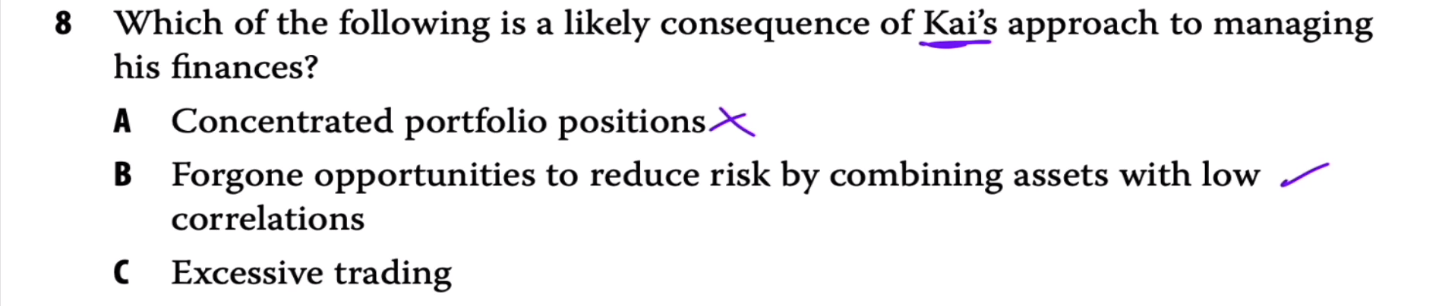 8 Which of the following is a likely consequence of Kai's approach to managing
his finances?
A Concentrated portfolio positions
B Forgone opportunities to reduce risk by combining assets with low
correlations
C Excessive trading